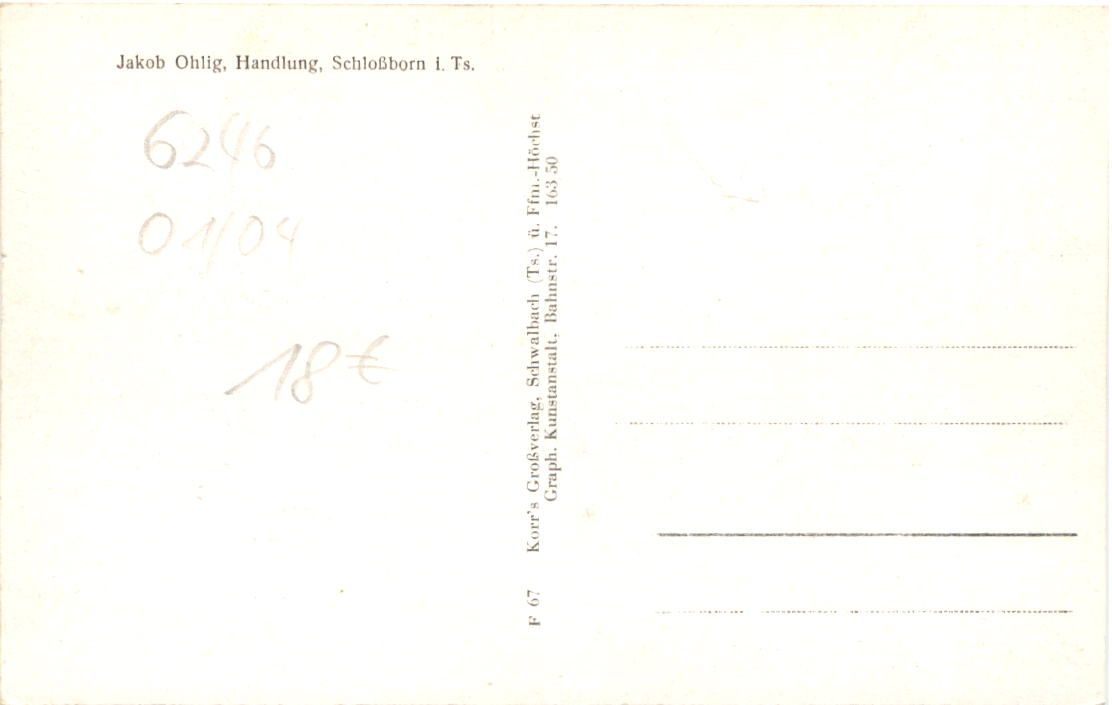 Jakob Ohlig, Handlung, Schloßborn i. Ts.
6246
01/04
18 €
F 67 Korr's Großverlag, Schwalbach (Ts.) ü. Ffm.-Höchst
Graph. Kunstanstalt, Bahnstr. 17. 163 50